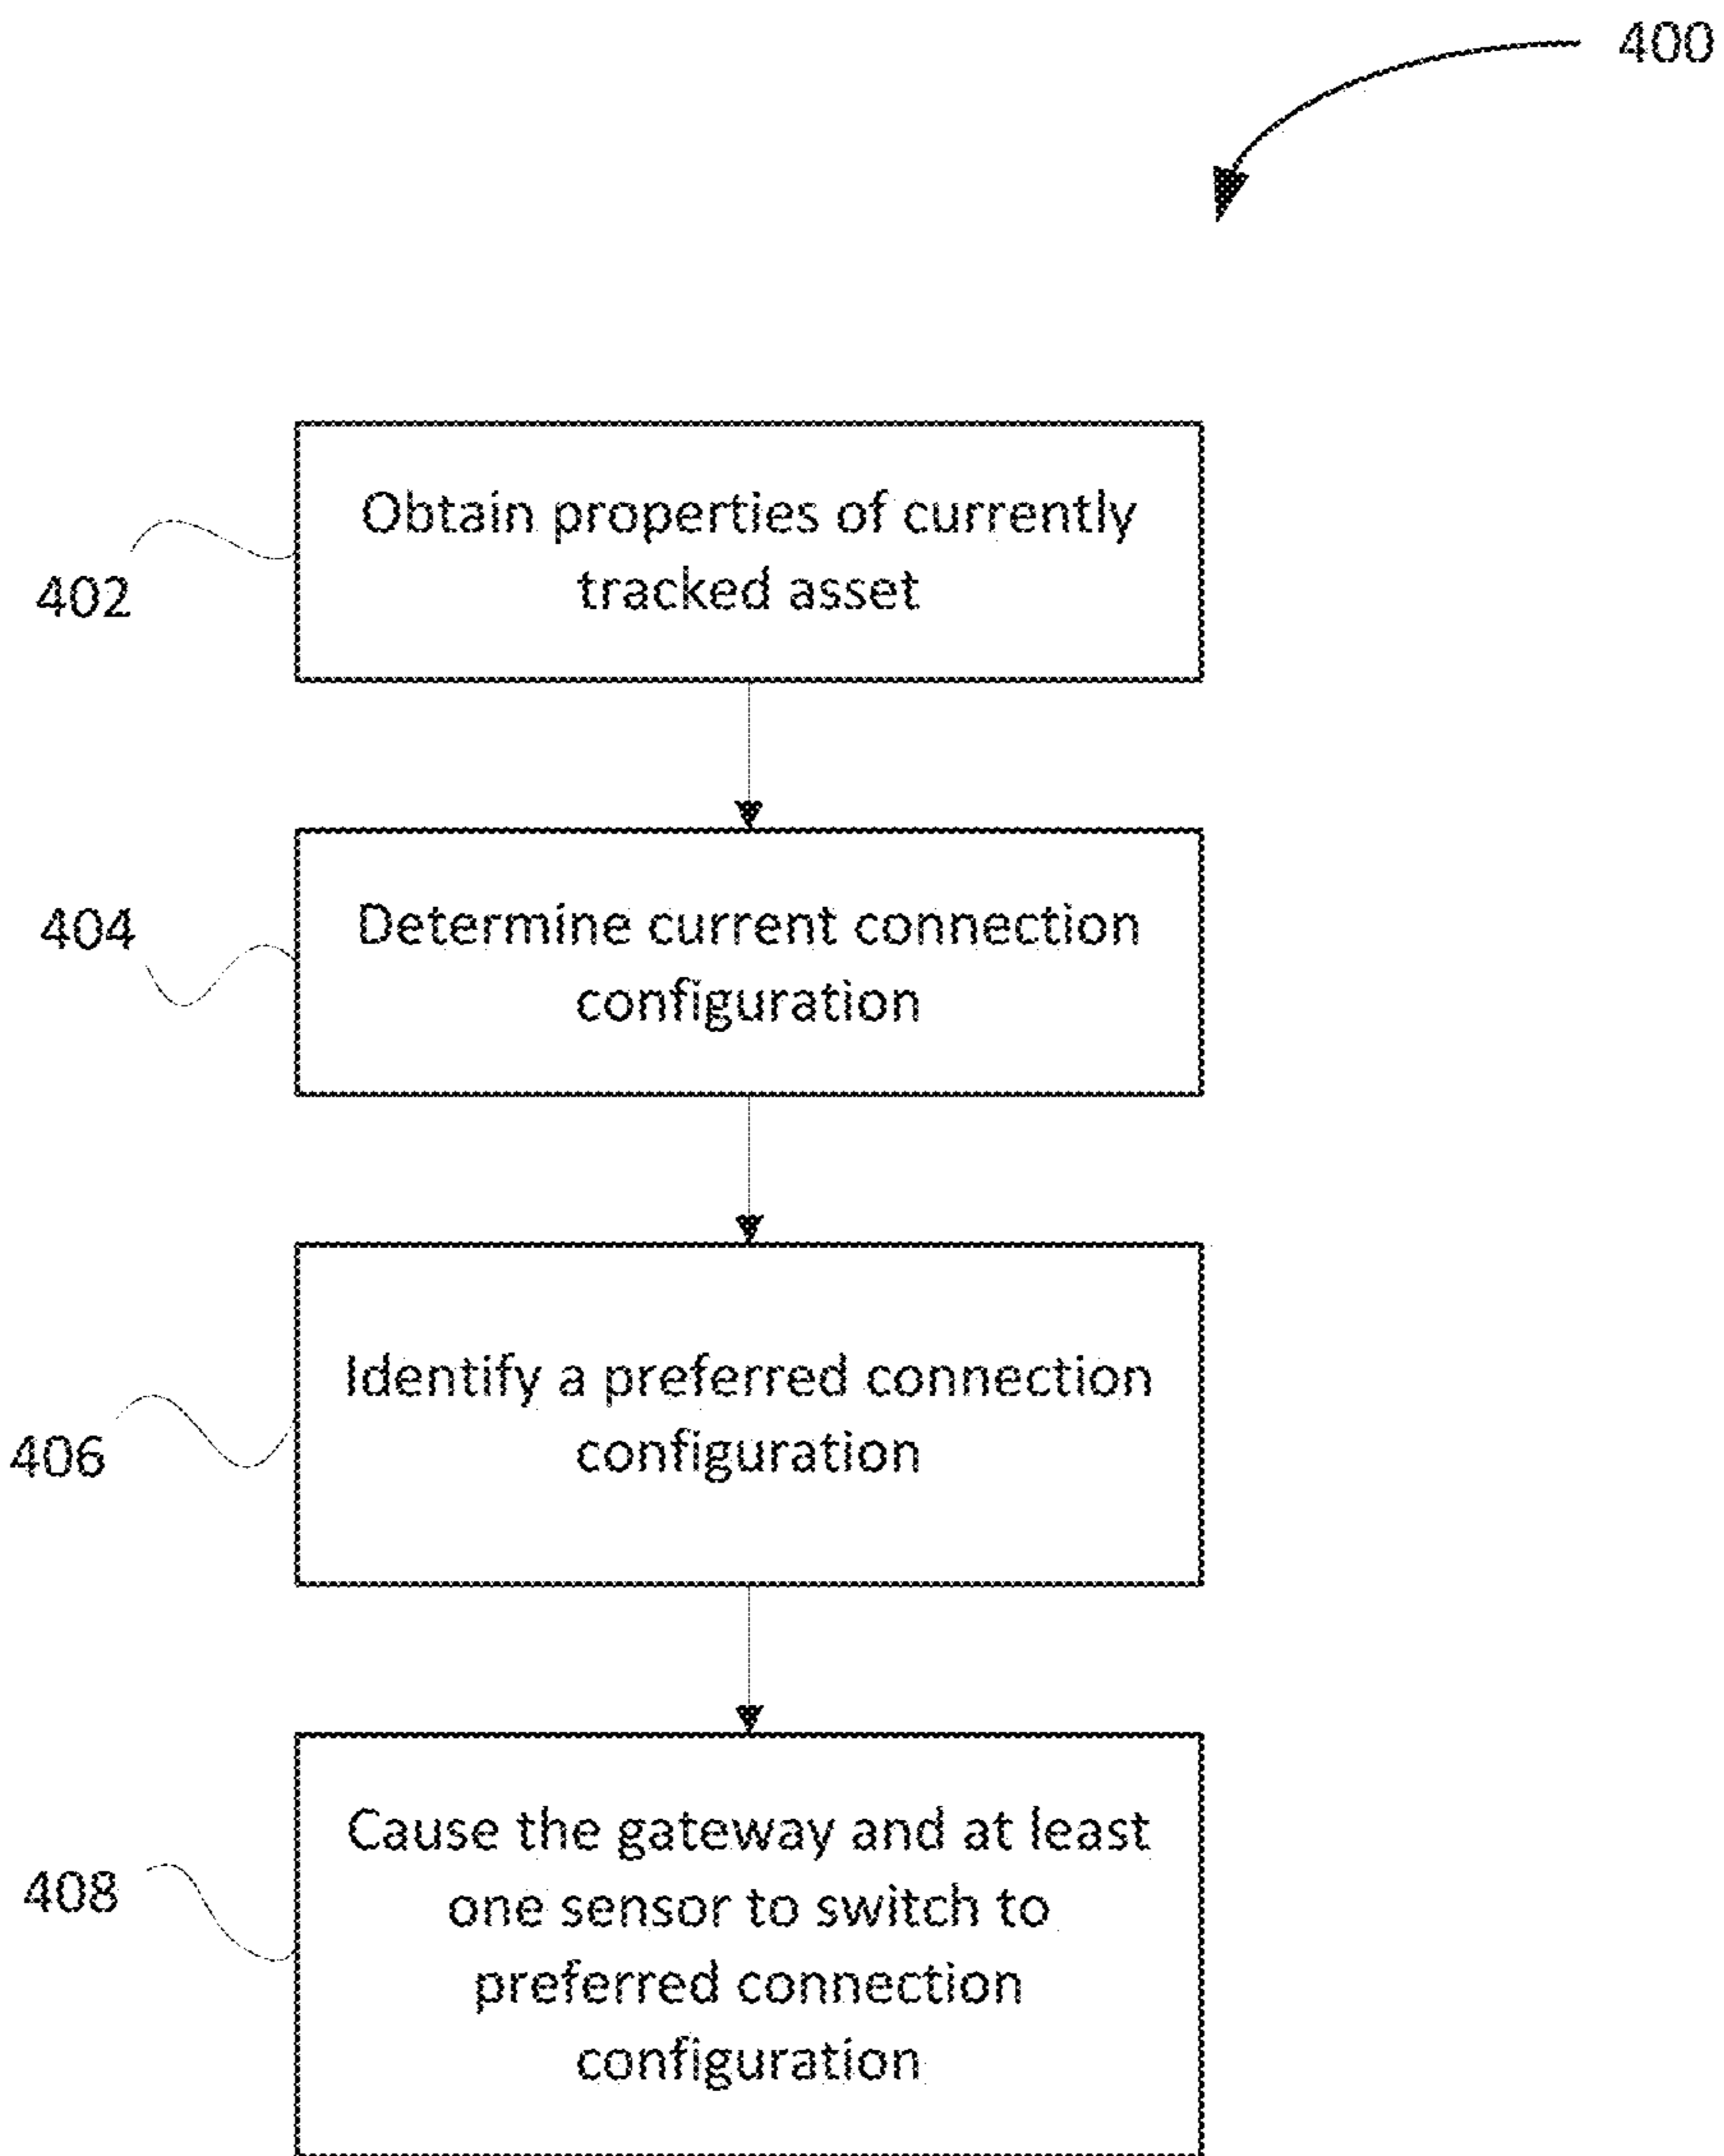 400
Obtain properties of currently
tracked asset
402
Determine current connection
configuration
404
Identify a preferred connection
configuration
406
Cause the gateway and at least
one sensor to switch to
preferred connection
configuration
408